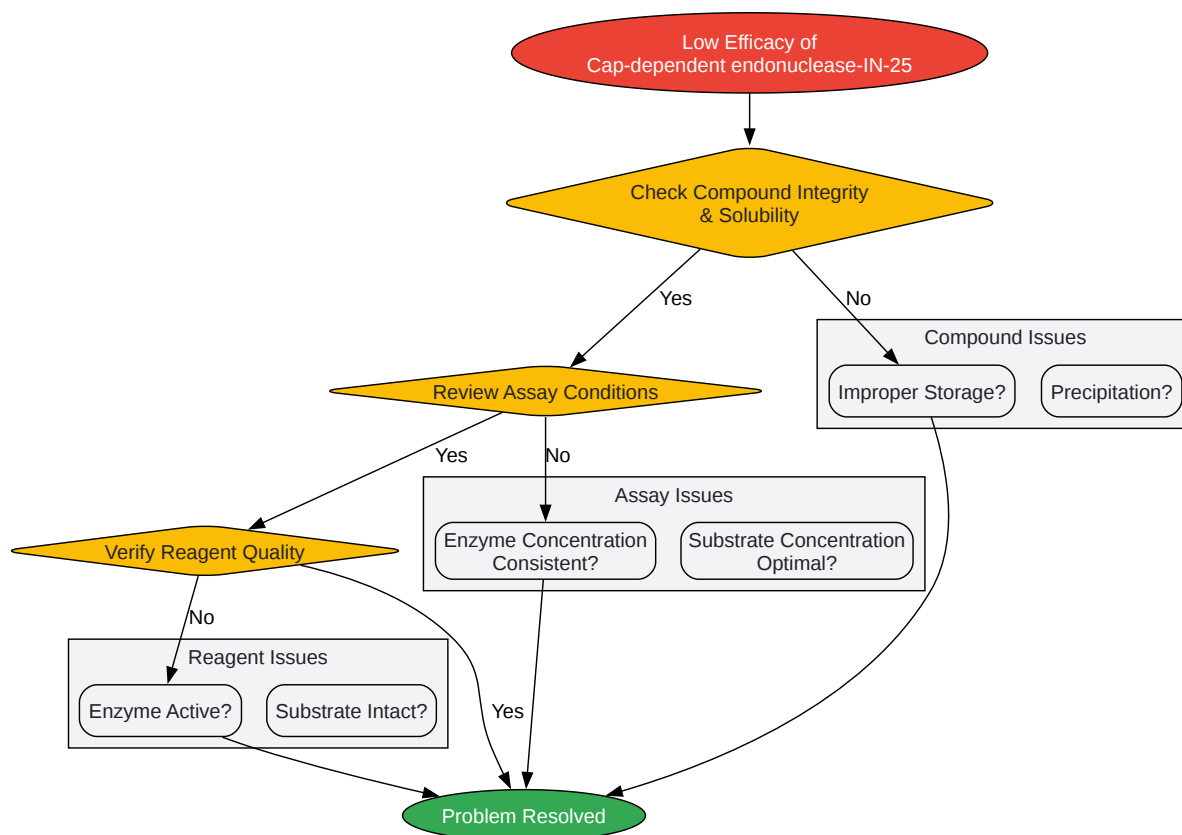 Low Efficacy of
Cap-dependent endonuclease-IN-25
Check Compound Integrity
& Solubility
Yes
No
Compound Issues
Improper Storage?
Precipitation?
Review Assay Conditions
Yes
No
Assay Issues
Enzyme Concentration
Consistent?
Substrate Concentration
Optimal?
Verify Reagent Quality
No
Yes
Reagent Issues
Enzyme Active?
Substrate Intact?
Problem Resolved